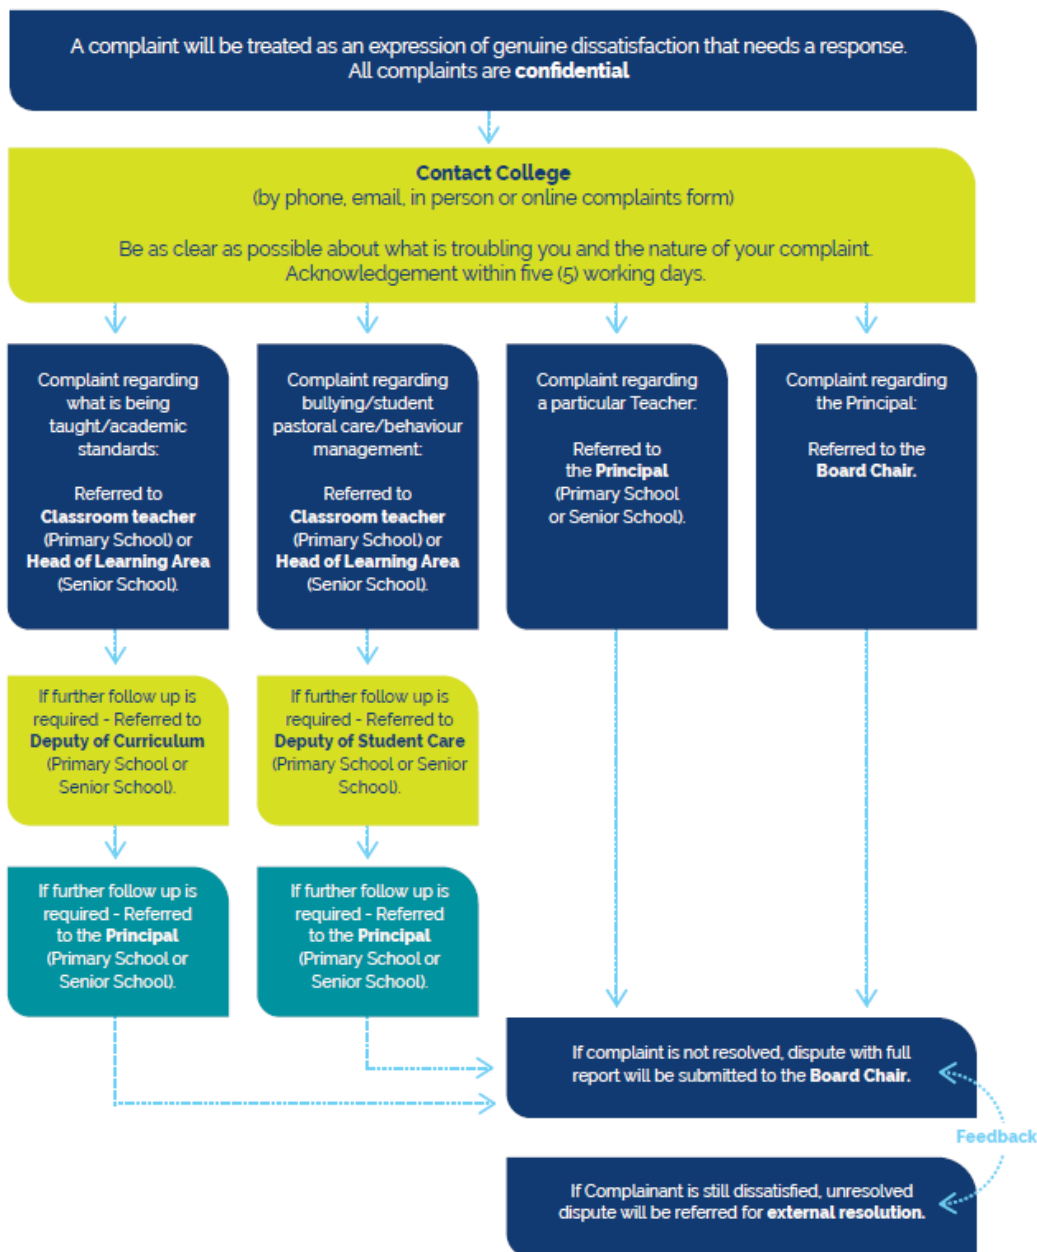 A complaint will be treated as an expression of genuine dissatisfaction that needs a response.
All complaints are confidential
Contact College
(by phone, email, in person or online complaints form)
Be as clear as possible about what is troubling you and the nature of your complaint.
Acknowledgement within five (5) working days.
Complaint regarding
what is being
taught/academic
standards:
Referred to
Classroom teacher
(Primary School) or
Head of Learning Area
(Senior School).
Complaint regarding
bullying/student
pastoral care/behaviour
management:
Referred to
Classroom teacher
(Primary School) or
Head of Learning Area
(Senior School).
Complaint regarding
a particular Teacher:
Referred to
the Principal
(Primary School
or Senior School).
Complaint regarding
the Principal:
Referred to the
Board Chair.
If further follow up is
required - Referred to
Deputy of Curriculum
(Primary School or
Senior School).
If further follow up is
required - Referred to
Deputy of Student Care
(Primary School or Senior
School).
If further follow up is
required - Referred
to the Principal
(Primary School or
Senior School).
If further follow up is
required - Referred
to the Principal
(Primary School or
Senior School).
If complaint is not resolved, dispute with full
report will be submitted to the Board Chair.
Feedback
If Complainant is still dissatisfied, unresolved
dispute will be referred for external resolution.